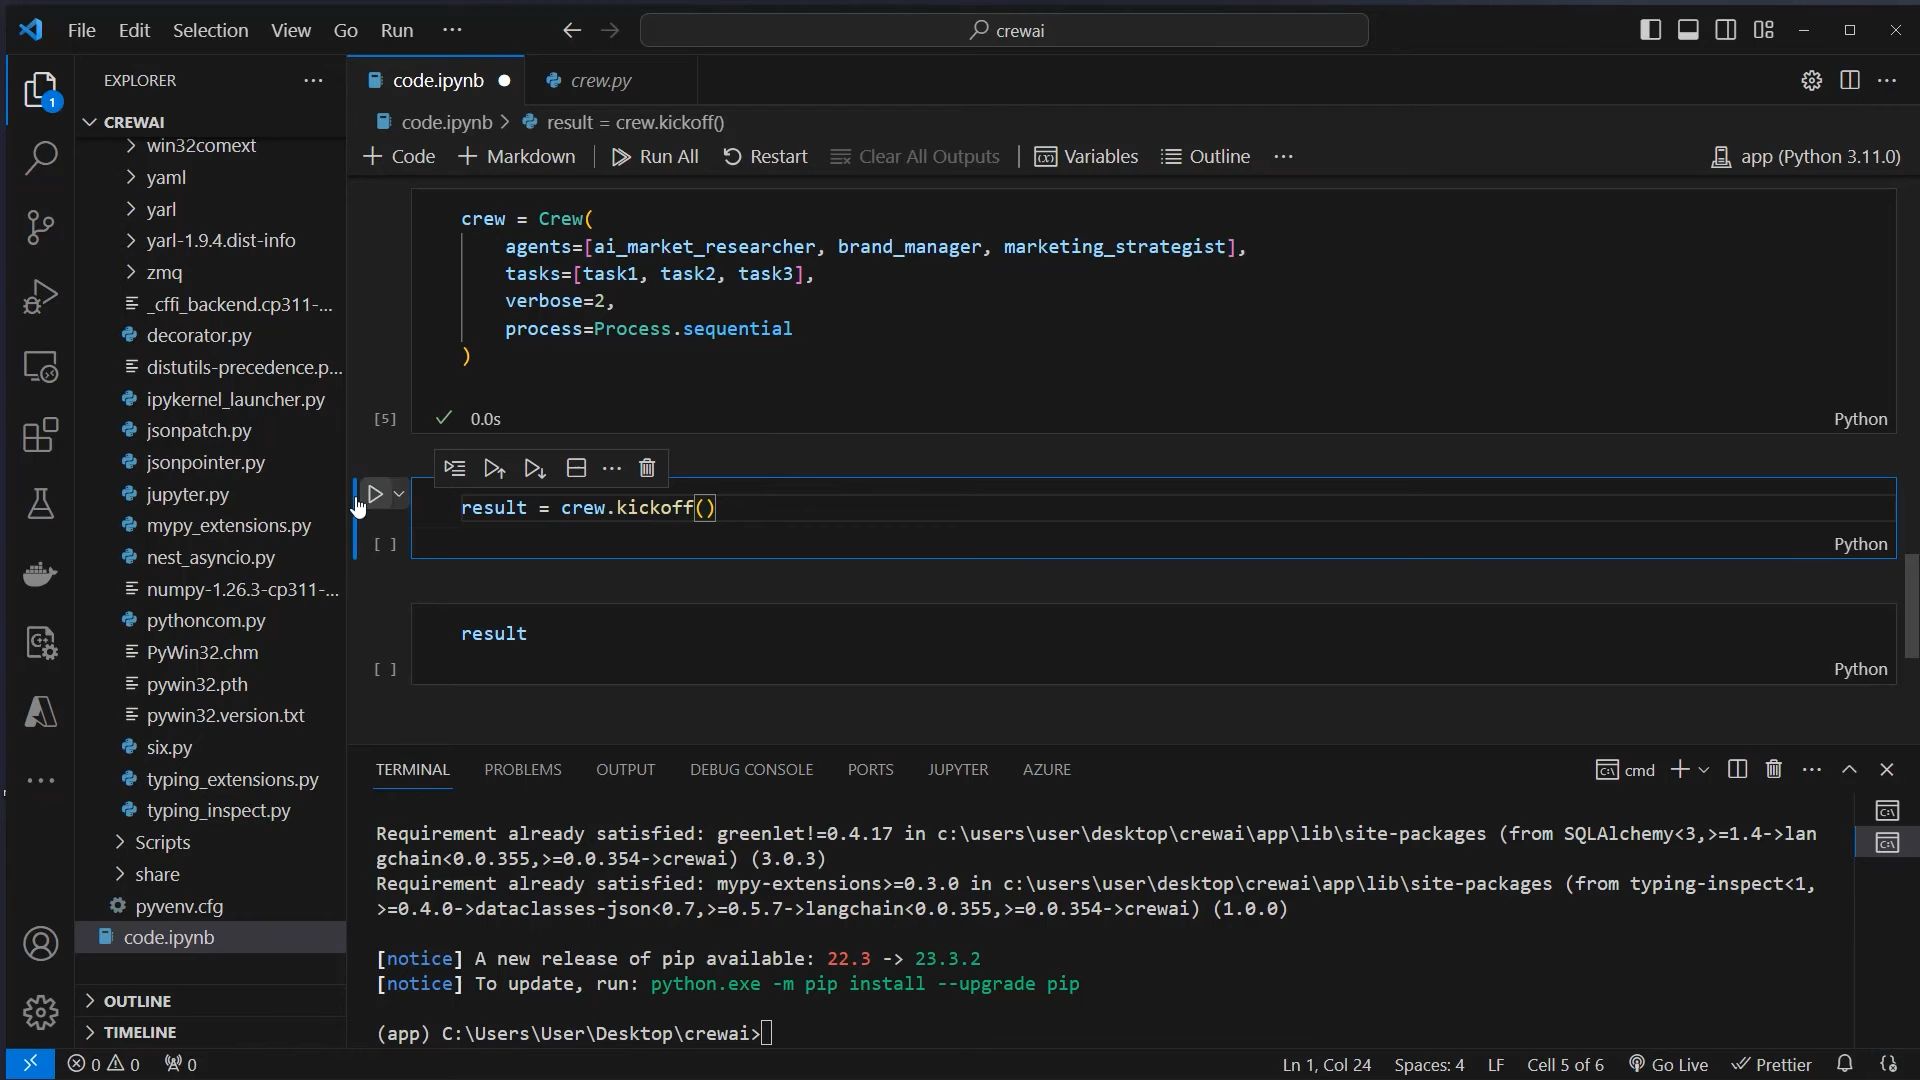 File Edit Selection View Go Run ··· crewai
EXPLORER
1
CREWAI
win32comext
yaml
yarl
yarl-1.9.4.dist-info
zmq
_cffi_backend.cp311-...
decorator.py
distutils-precedence.p...
ipykernel_launcher.py
jsonpatch.py
jsonpointer.py
jupyter.py
mypy_extensions.py
nest_asyncio.py
numpy-1.26.3-cp311-...
pythoncom.py
PyWin32.chm
pywin32.pth
pywin32.version.txt
six.py
typing_extensions.py
typing_inspect.py
Scripts
share
pyvenv.cfg
code.ipynb
OUTLINE
TIMELINE
code.ipynb crew.py
code.ipynb > result = crew.kickoff()
+ Code + Markdown Run All Restart Clear All Outputs Variables Outline ··· app (Python 3.11.0)
crew = Crew(
agents=[ai_market_researcher, brand_manager, marketing_strategist],
tasks=[task1, task2, task3],
verbose=2,
process=Process.sequential
)
[5] ✓ 0.0s Python
result = crew.kickoff()
[ ] Python
result
[ ] Python
TERMINAL PROBLEMS OUTPUT DEBUG CONSOLE PORTS JUPYTER AZURE cmd
Requirement already satisfied: greenlet!=0.4.17 in c:\users\user\desktop\crewai\app\lib\site-packages (from SQLAlchemy<3,>=1.4->lan
gchain<0.0.355,>=0.0.354->crewai) (3.0.3)
Requirement already satisfied: mypy-extensions>=0.3.0 in c:\users\user\desktop\crewai\app\lib\site-packages (from typing-inspect<1,
>=0.4.0->dataclasses-json<0.7,>=0.5.7->langchain<0.0.355,>=0.0.354->crewai) (1.0.0)
[notice] A new release of pip available: 22.3 -> 23.3.2
[notice] To update, run: python.exe -m pip install --upgrade pip
(app) C:\Users\User\Desktop\crewai>
0 0 0 Ln 1, Col 24 Spaces: 4 LF Cell 5 of 6 Go Live Prettier